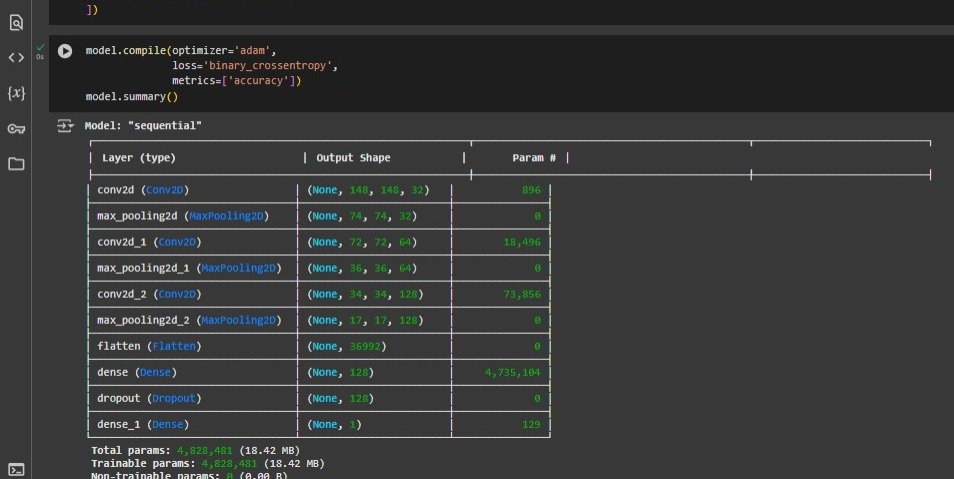 ])
model.compile(optimizer='adam',
loss='binary_crossentropy',
metrics=['accuracy'])
model.summary()
0s
Model: "sequential"
Layer (type) Output Shape Param #
conv2d (Conv2D) (None, 148, 148, 32) 896
max_pooling2d (MaxPooling2D) (None, 74, 74, 32) 0
conv2d_1 (Conv2D) (None, 72, 72, 64) 18,496
max_pooling2d_1 (MaxPooling2D) (None, 36, 36, 64) 0
conv2d_2 (Conv2D) (None, 34, 34, 128) 73,856
max_pooling2d_2 (MaxPooling2D) (None, 17, 17, 128) 0
flatten (Flatten) (None, 36992) 0
dense (Dense) (None, 128) 4,735,104
dropout (Dropout) (None, 128) 0
dense_1 (Dense) (None, 1) 129
Total params: 4,828,481 (18.42 MB)
Trainable params: 4,828,481 (18.42 MB)
Non-trainable params: 0 (0.00 B)